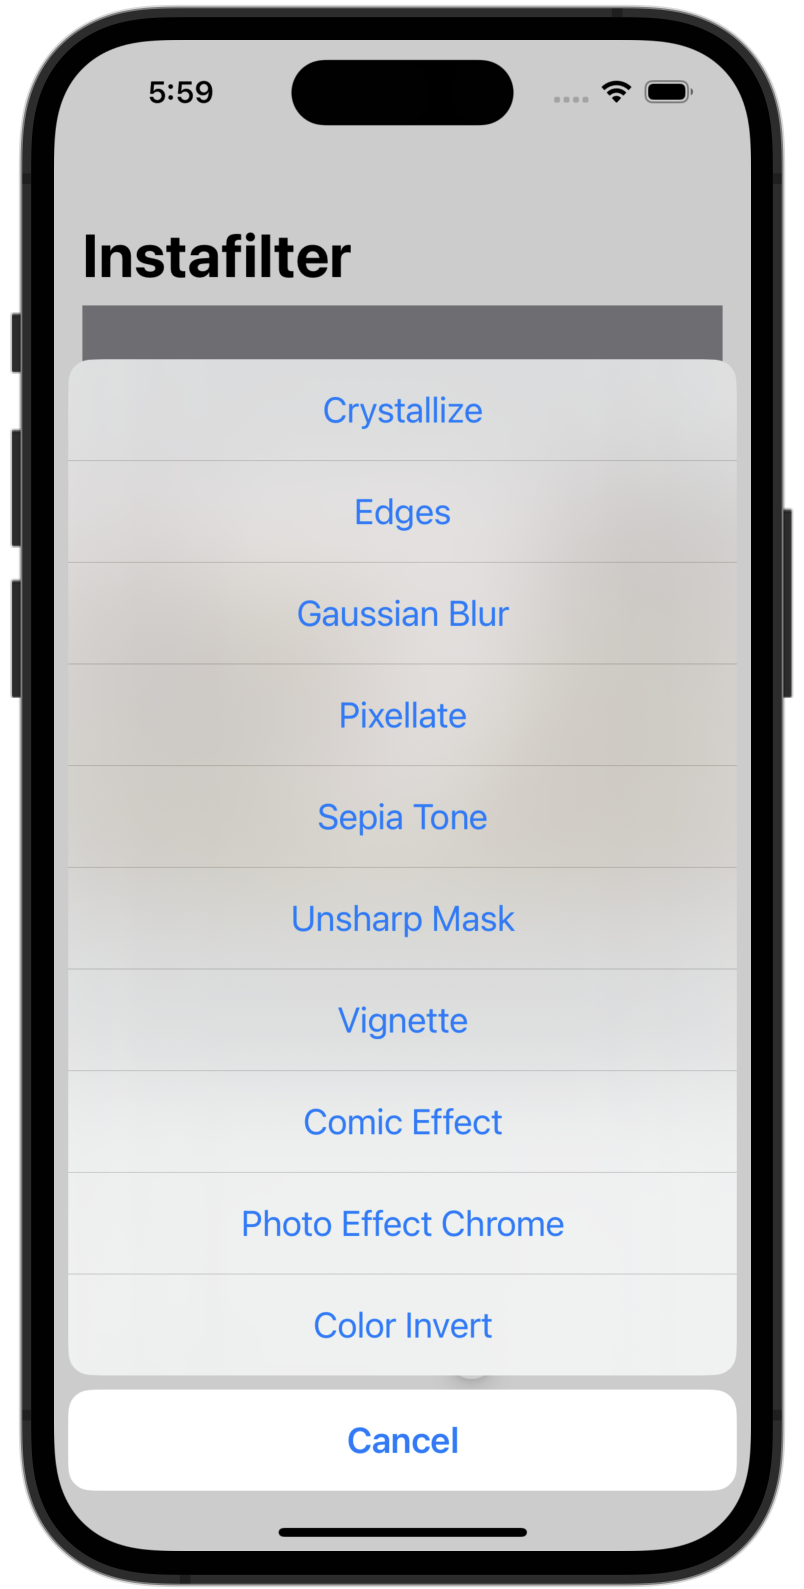 5:59
Instafilter
Crystallize
Edges
Gaussian Blur
Pixellate
Sepia Tone
Unsharp Mask
Vignette
Comic Effect
Photo Effect Chrome
Color Invert
Cancel